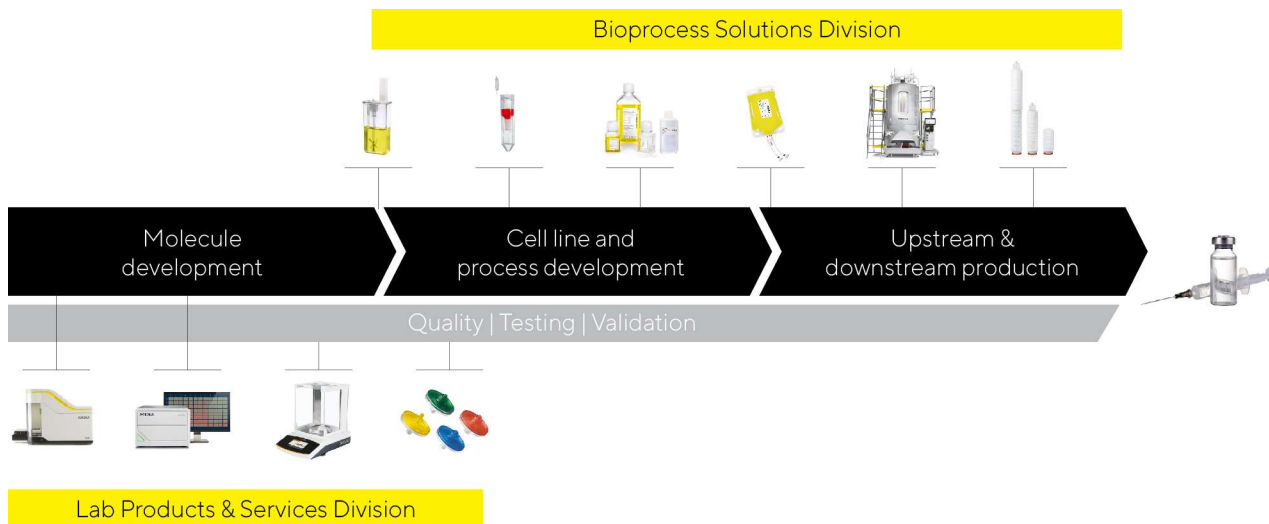 Bioprocess Solutions Division
Molecule
development
Cell line and
process development
Upstream &
downstream production
Quality | Testing | Validation
Lab Products & Services Division